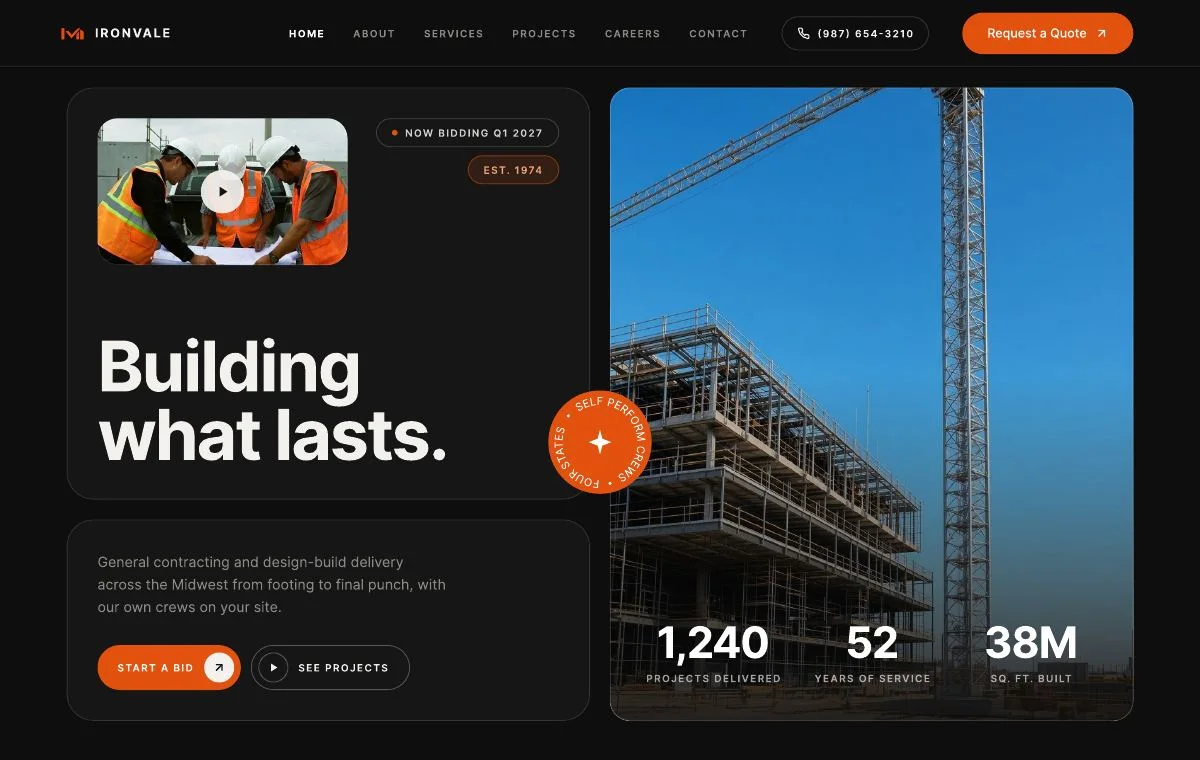 IRONVALE
HOME
ABOUT
SERVICES
PROJECTS
CAREERS
CONTACT
(987) 654-3210
Request a Quote
NOW BIDDING Q1 2027
EST. 1974
Building
what lasts.
SELF PERFORM CREWS • FOUR STATES •
General contracting and design-build delivery
across the Midwest from footing to final punch, with
our own crews on your site.
START A BID
SEE PROJECTS
1,240
PROJECTS DELIVERED
52
YEARS OF SERVICE
38M
SQ. FT. BUILT